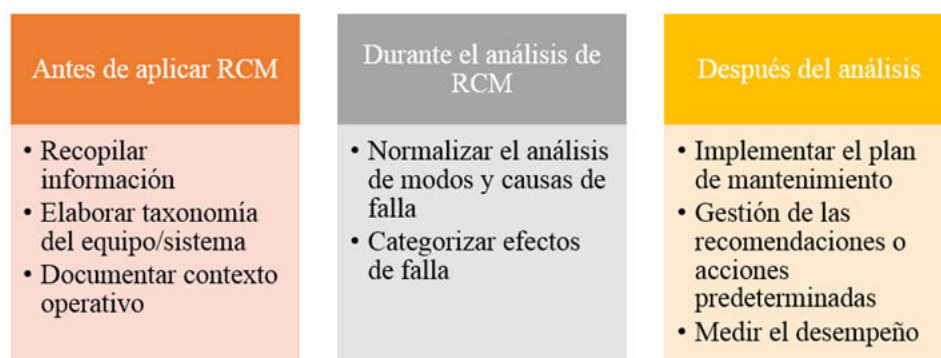 Antes de aplicar RCM
• Recopilar
información
• Elaborar taxonomía
del equipo/sistema
• Documentar contexto
operativo
Durante el análisis de
RCM
• Normalizar el análisis
de modos y causas de
falla
• Categorizar efectos
de falla
Después del análisis
• Implementar el plan
de mantenimiento
• Gestión de las
recomendaciones o
acciones
predeterminadas
• Medir el desempeño